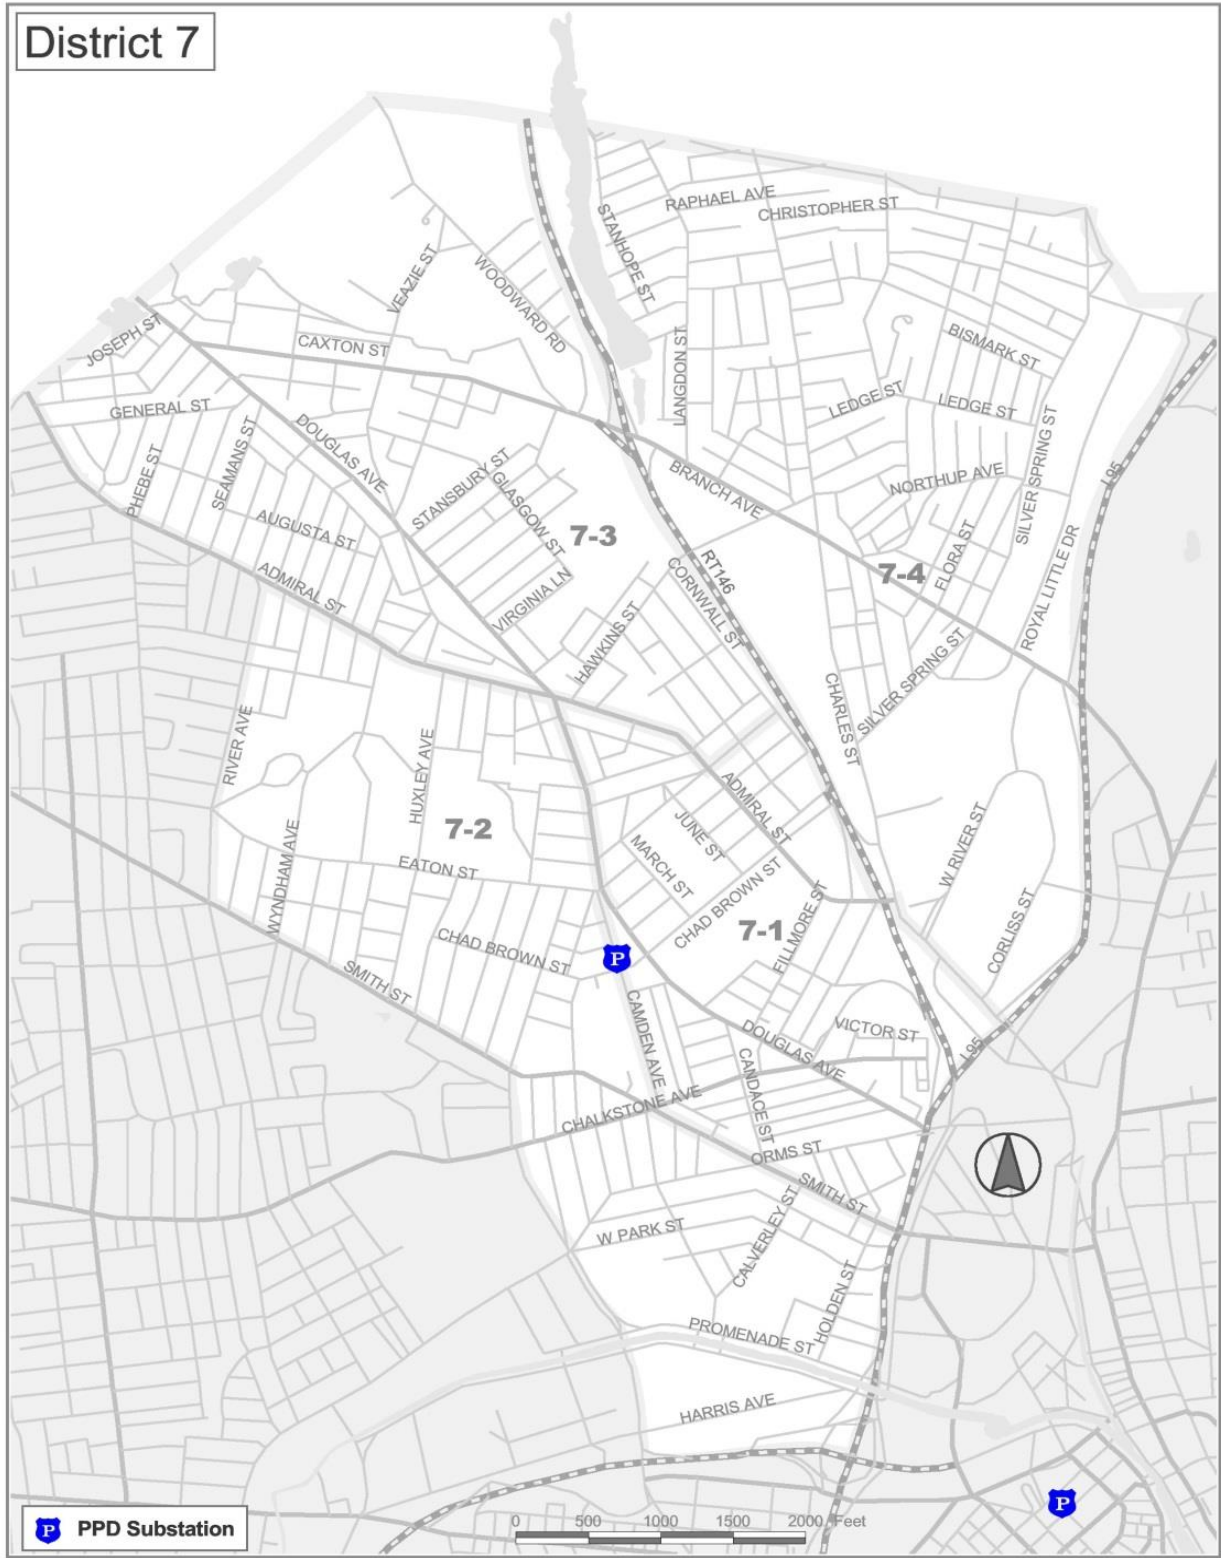 District 7
RAPHAEL AVE
CHRISTOPHER ST
STANHOPE ST
VEAZIE ST
WOODWARD RD
JOSEPH ST
CAXTON ST
LANGDON ST
BISMARK ST
GENERAL ST
LEDGE ST
LEDGE ST
DOUGLAS AVE
SEAMANS ST
PHEBE ST
STANSBURY ST
GLASGOW ST
BRANCH AVE
NORTHUP AVE
SILVER SPRING ST
I-95
AUGUSTA ST
7-3
ADMIRAL ST
VIRGINIA LN
RT146
CORNWALL ST
7-4
FLORA ST
ROYAL LITTLE DR
HAWKINS ST
SILVER SPRING ST
CHARLES ST
RIVER AVE
HUXLEY AVE
ADMIRAL ST
7-2
JUNE ST
MARCH ST
W RIVER ST
WYNDHAM AVE
EATON ST
CHAD BROWN ST
FILLMORE ST
7-1
CORLISS ST
CHAD BROWN ST
P
SMITH ST
CAMDEN AVE
VICTOR ST
DOUGLAS AVE
I-95
CANDACE ST
CHALKSTONE AVE
ORMS ST
SMITH ST
W PARK ST
CALVERLEY ST
HOLDEN ST
PROMENADE ST
HARRIS AVE
P
P PPD Substation
0 500 1000 1500 2000 Feet